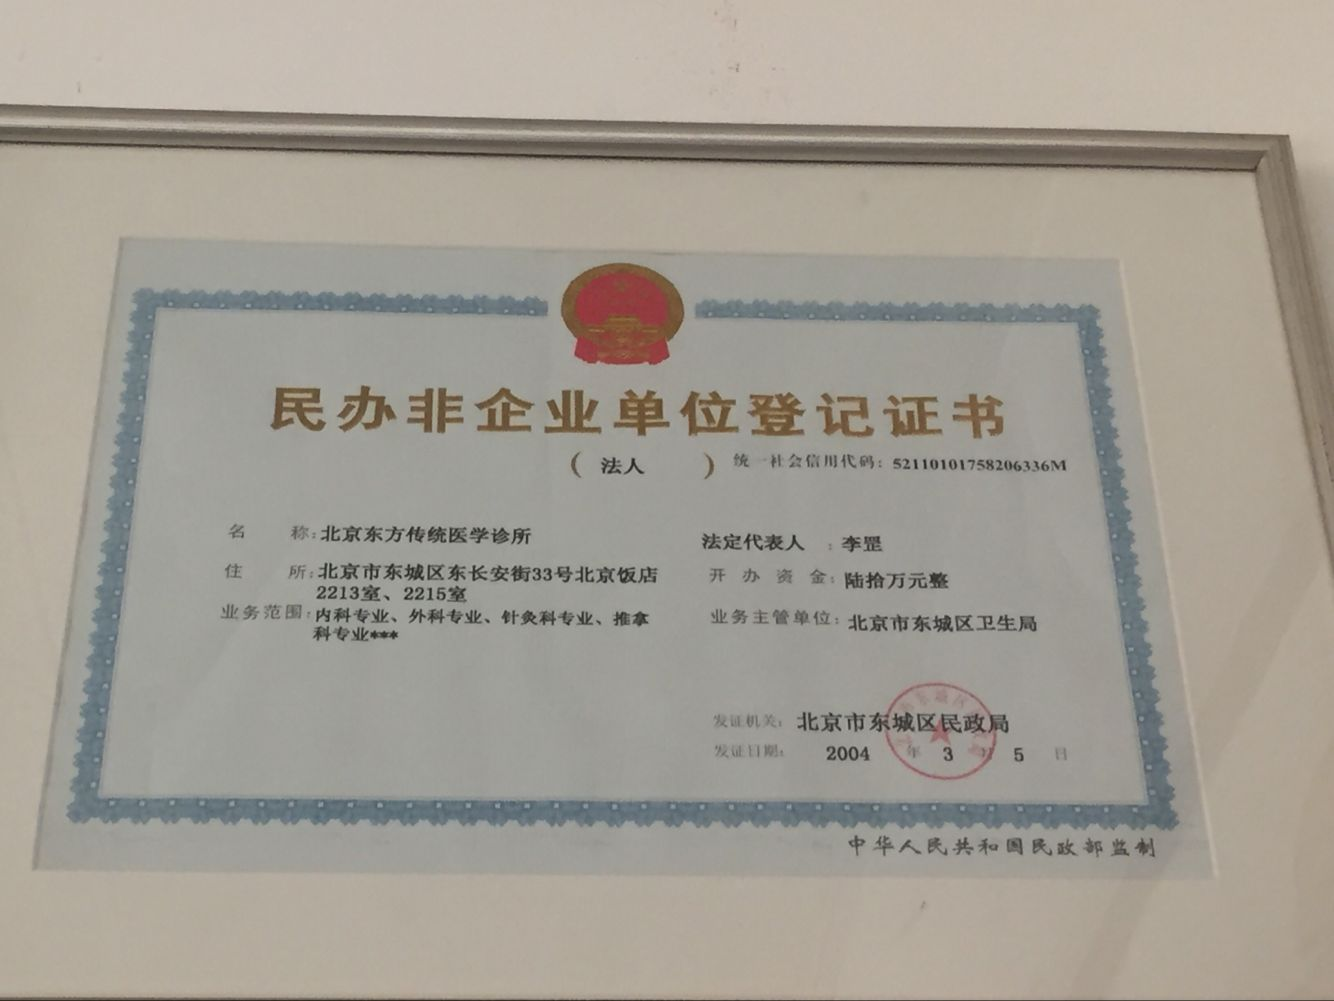 民办非企业单位登记证书
（ 法人 ） 统一社会信用代码：52110101758206336M
名 称：北京东方传统医学诊所
住 所：北京市东城区东长安街33号北京饭店
2213室、2215室
业务范围：内科专业、外科专业、针灸科专业、推拿
科专业***
法定代表人 ：李罡
开办资金：陆拾万元整
业务主管单位：北京市东城区卫生局
发证机关：北京市东城区民政局
发证日期： 2004 年 3 月 5 日
中华人民共和国民政部监制